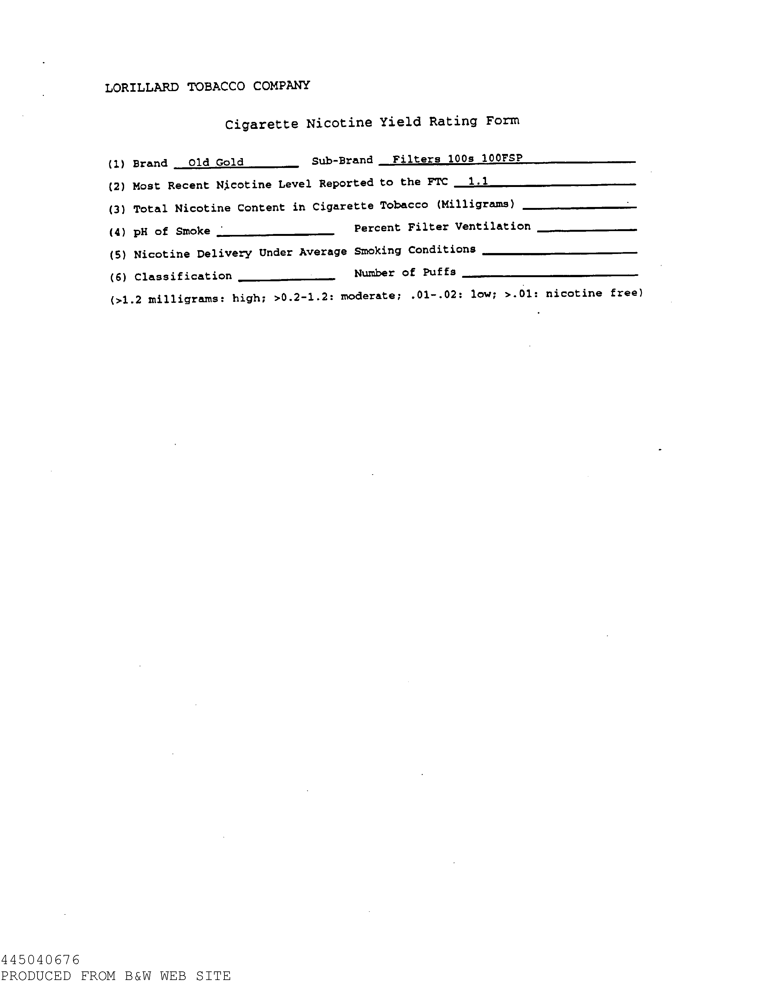 LORILLARD TOBACCO COMPANY
Cigarette Nicotine Yield Rating Form
(1) Brand Old Gold Sub-Brand Filters 100s 100FSP
(2) Most Recent Nicotine Level Reported to the FTC 1.1
(3) Total Nicotine Content in Cigarette Tobacco (Milligrams)
(4) pH of Smoke Percent Filter Ventilation
(5) Nicotine Delivery Under Average Smoking Conditions
(6) Classification Number of Puffs
(>1.2 milligrams: high; >0.2-1.2: moderate; .01-.02: low; >.01: nicotine free)
445040676
PRODUCED FROM B&W WEB SITE